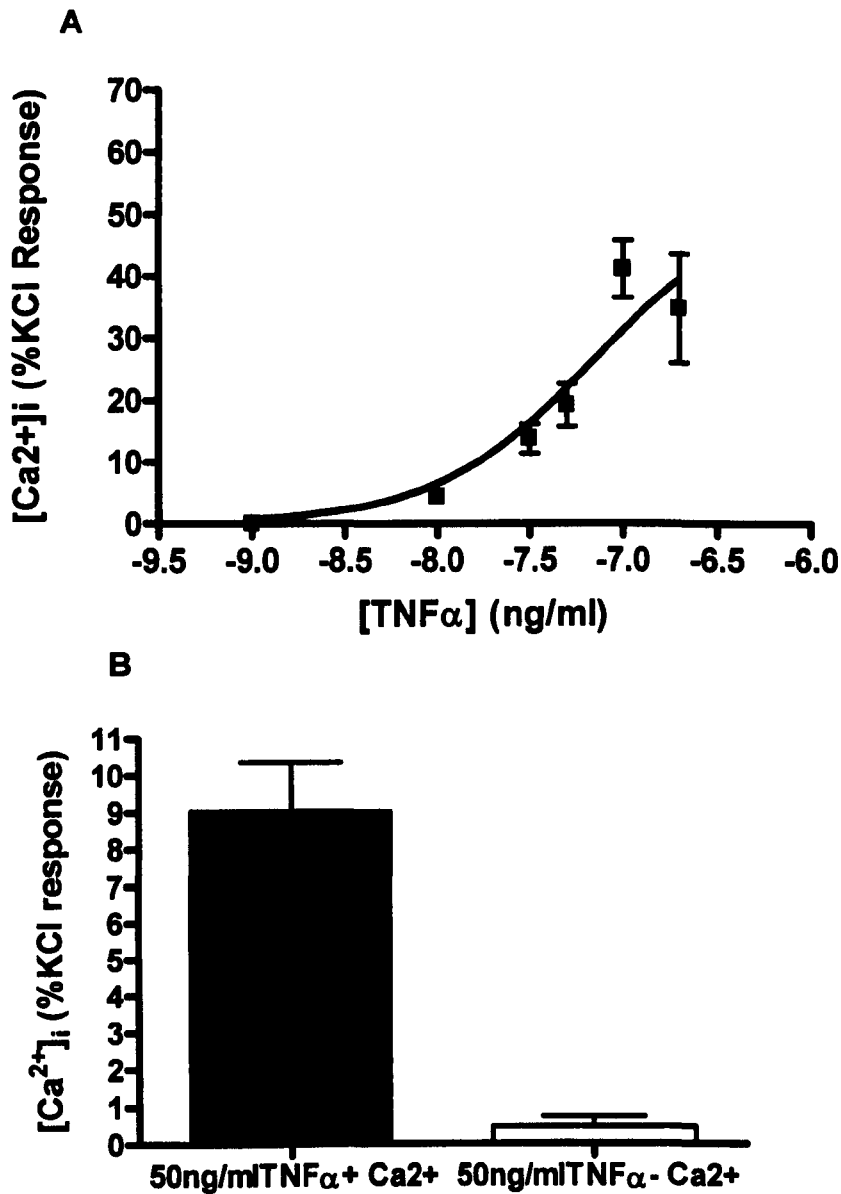 A
[Ca2+]i (%KCl Response)
70
60
50
40
30
20
10
0
-9.5 -9.0 -8.5 -8.0 -7.5 -7.0 -6.5 -6.0
[TNFα] (ng/ml)
B
[Ca²⁺]ᵢ (%KCl response)
11
10
9
8
7
6
5
4
3
2
1
0
50ng/mlTNFα+ Ca2+ 50ng/mlTNFα- Ca2+